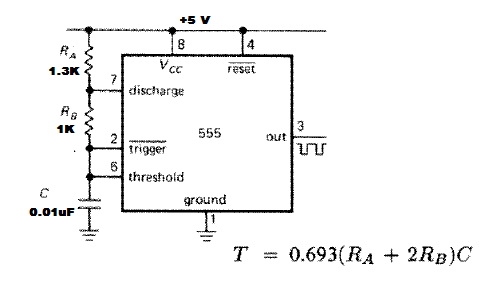 +5 V
8 4
R_A
1.3K
V_CC
reset
7
discharge
R_B
1K
555
3
out
2
trigger
6
threshold
C
0.01uF
ground
1
T = 0.693(R_A + 2R_B)C